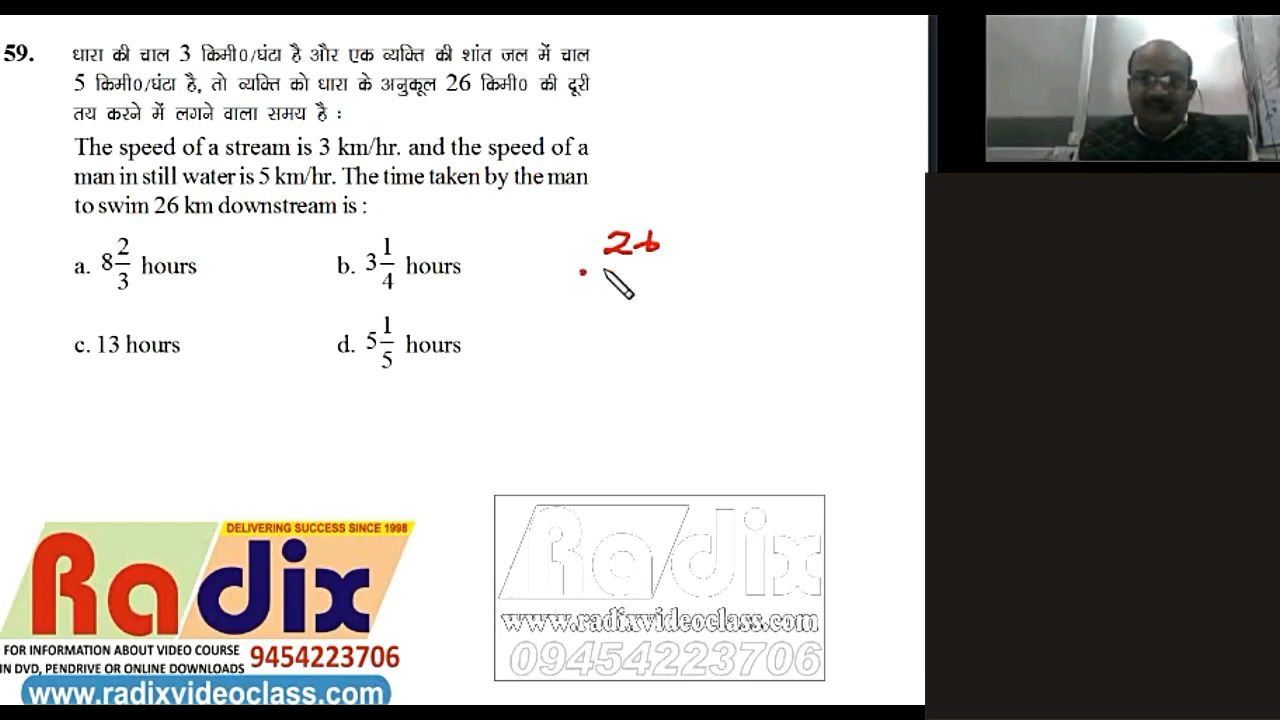 59. धारा की चाल 3 किमी०/घंटा है और एक व्यक्ति की शांत जल में चाल
5 किमी०/घंटा है, तो व्यक्ति को धारा के अनुकूल 26 किमी० की दूरी
तय करने में लगने वाला समय है :
The speed of a stream is 3 km/hr. and the speed of a
man in still water is 5 km/hr. The time taken by the man
to swim 26 km downstream is :
a. 8 2/3 hours b. 3 1/4 hours
26
c. 13 hours d. 5 1/5 hours
DELIVERING SUCCESS SINCE 1998
Radix
FOR INFORMATION ABOUT VIDEO COURSE
IN DVD, PENDRIVE OR ONLINE DOWNLOADS 9454223706
www.radixvideoclass.com
Radix
www.radixvideoclass.com
09454223706